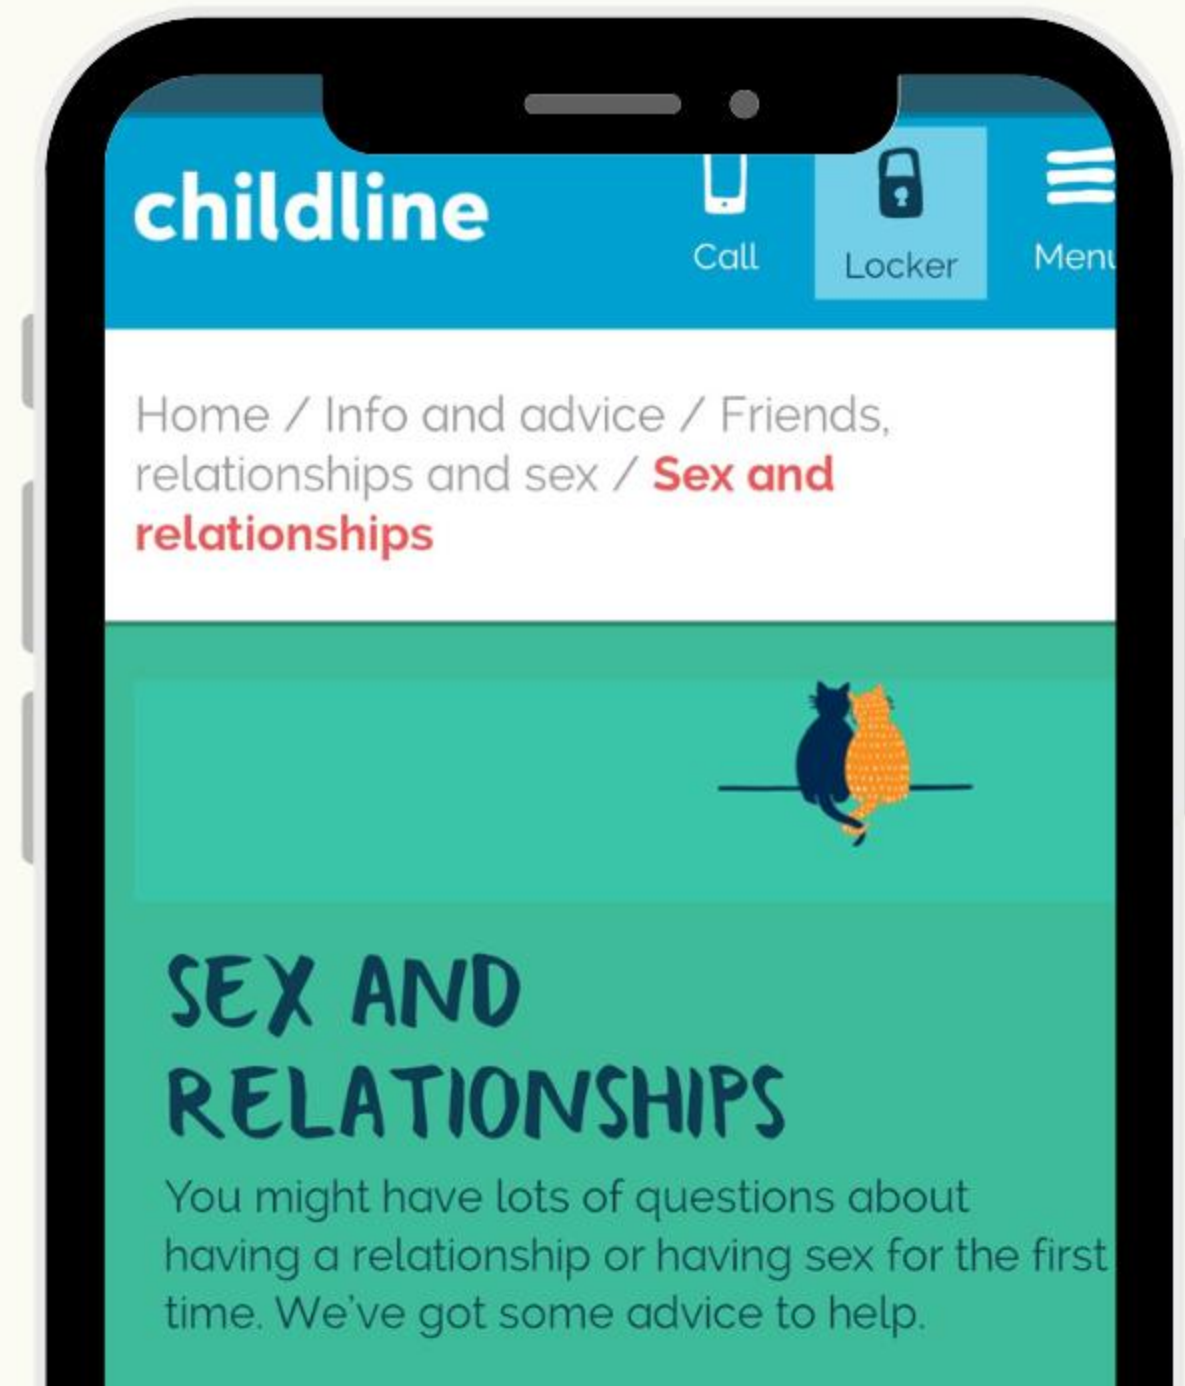 childline
Call
Locker
Menu
Home / Info and advice / Friends,
relationships and sex / Sex and
relationships
SEX AND
RELATIONSHIPS
You might have lots of questions about
having a relationship or having sex for the first
time. We've got some advice to help.